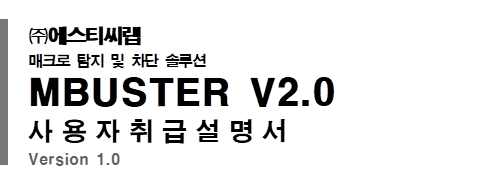 ㈜에스티씨랩
매크로 탐지 및 차단 솔루션
MBUSTER V2.0
사용자취급설명서
Version 1.0